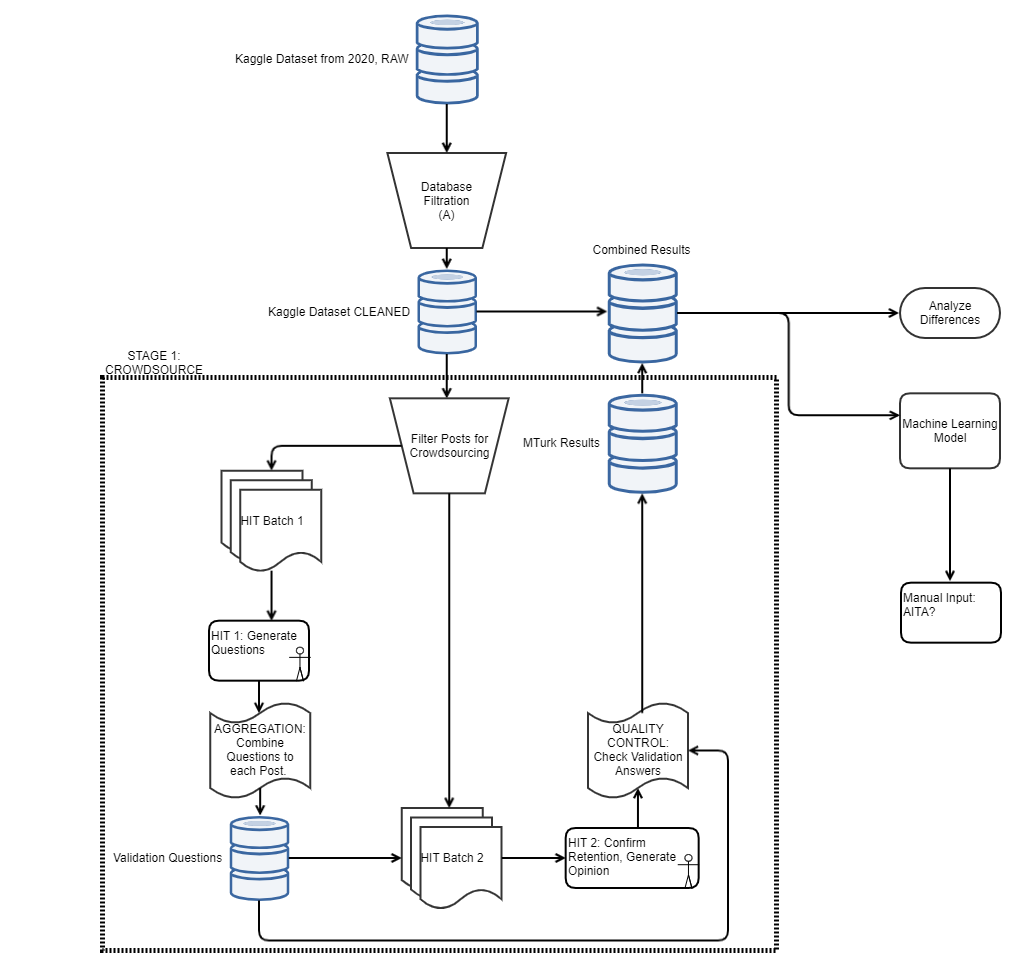 Kaggle Dataset from 2020, RAW
Database
Filtration
(A)
Combined Results
Kaggle Dataset CLEANED
Analyze
Differences
STAGE 1:
CROWDSOURCE
Machine Learning
Model
Filter Posts for
Crowdsourcing
MTurk Results
HIT Batch 1
Manual Input:
AITA?
HIT 1: Generate
Questions
AGGREGATION:
Combine
Questions to
each Post.
QUALITY
CONTROL:
Check Validation
Answers
Validation Questions
HIT Batch 2
HIT 2: Confirm
Retention, Generate
Opinion